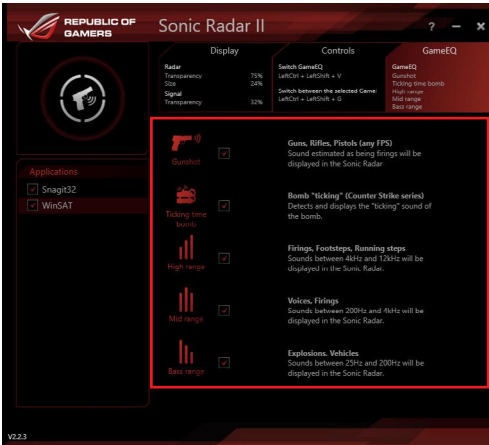 REPUBLIC OF
GAMERS
Sonic Radar II
? — ×
Display
Controls
GameEQ
Radar
Transparency 75%
Size 24%
Signal
Transparency 32%
Switch GameEQ
LeftCtrl + LeftShift + V
Switch between the selected Game
LeftCtrl + LeftShift + G
GameEQ
Gunshot
Ticking time bomb
High range
Mid range
Bass range
Applications
Snagit32
WinSAT
Gunshot
Guns, Rifles, Pistols (any FPS)
Sound estimated as being firings will be
displayed in the Sonic Radar
Ticking time
bomb
Bomb "ticking" (Counter Strike series)
Detects and displays the "ticking" sound of
the bomb.
High range
Firings, Footsteps, Running steps
Sounds between 4kHz and 12kHz will be
displayed in the Sonic Radar.
Mid range
Voices, Firings
Sounds between 200Hz and 4kHz will be
displayed in the Sonic Radar.
Bass range
Explosions. Vehicles
Sounds between 25Hz and 200Hz will be
displayed in the Sonic Radar.
V2.2.3